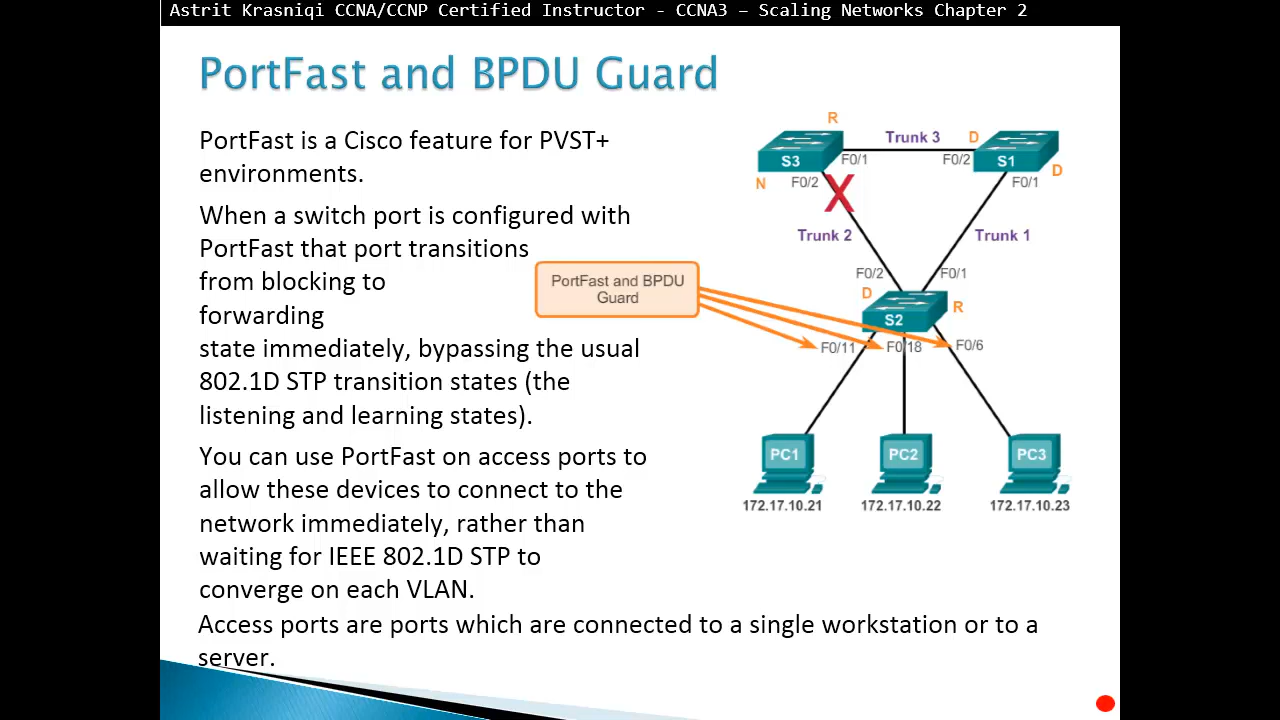 Astrit Krasniqi CCNA/CCNP Certified Instructor - CCNA3 – Scaling Networks Chapter 2
PortFast and BPDU Guard
PortFast is a Cisco feature for PVST+
environments.
When a switch port is configured with
PortFast that port transitions
from blocking to
forwarding
state immediately, bypassing the usual
802.1D STP transition states (the
listening and learning states).
You can use PortFast on access ports to
allow these devices to connect to the
network immediately, rather than
waiting for IEEE 802.1D STP to
converge on each VLAN.
Access ports are ports which are connected to a single workstation or to a
server.
R
Trunk 3
D
S3
F0/1
F0/2
S1
N
F0/2
F0/1
D
X
Trunk 2
Trunk 1
PortFast and BPDU
Guard
F0/2
F0/1
D
S2
R
F0/11
F0/18
F0/6
PC1
PC2
PC3
172.17.10.21
172.17.10.22
172.17.10.23